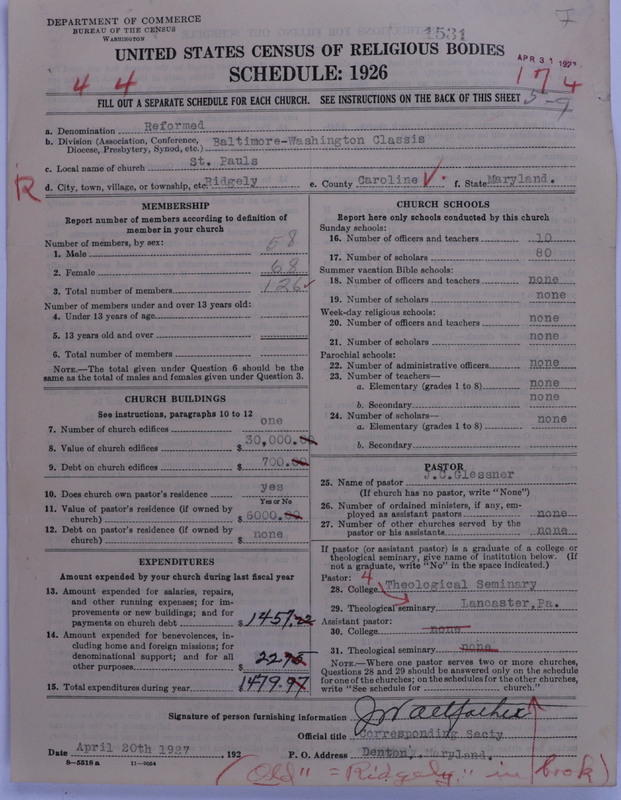 DEPARTMENT OF COMMERCE
BUREAU OF THE CENSUS
WASHINGTON
1531
UNITED STATES CENSUS OF RELIGIOUS BODIES
SCHEDULE: 1926
4 4
174
5-9
FILL OUT A SEPARATE SCHEDULE FOR EACH CHURCH. SEE INSTRUCTIONS ON THE BACK OF THIS SHEET
a. Denomination Reformed
b. Division (Association, Conference, Diocese, Presbytery, Synod, etc.) Baltimore-Washington Classis
c. Local name of church St. Pauls
R
d. City, town, village, or township, etc. Ridgely e. County Caroline f. State Maryland.
MEMBERSHIP
Report number of members according to definition of
member in your church
Number of members, by sex:
1. Male 58
2. Female 68
3. Total number of members 126
Number of members under and over 13 years old:
4. Under 13 years of age
5. 13 years old and over
6. Total number of members
NOTE.—The total given under Question 6 should be the
same as the total of males and females given under Question 3.
CHURCH BUILDINGS
See instructions, paragraphs 10 to 12
7. Number of church edifices one
8. Value of church edifices $30,000.00
9. Debt on church edifices $700.00
10. Does church own pastor's residence yes
Yes or No
11. Value of pastor's residence (if owned by
church) $6000.00
12. Debt on pastor's residence (if owned by
church) none
EXPENDITURES
Amount expended by your church during last fiscal year
13. Amount expended for salaries, repairs,
and other running expenses; for im-
provements or new buildings; and for
payments on church debt $1457.22
14. Amount expended for benevolences, in-
cluding home and foreign missions; for
denominational support; and for all
other purposes $22.75
15. Total expenditures during year $1479.97
CHURCH SCHOOLS
Report here only schools conducted by this church
Sunday schools:
16. Number of officers and teachers 10
17. Number of scholars 80
Summer vacation Bible schools:
18. Number of officers and teachers none
19. Number of scholars none
Week-day religious schools:
20. Number of officers and teachers none
21. Number of scholars none
Parochial schools:
22. Number of administrative officers none
23. Number of teachers—
a. Elementary (grades 1 to 8) none
b. Secondary none
24. Number of scholars—
a. Elementary (grades 1 to 8) none
b. Secondary
PASTOR
25. Name of pastor J.C.Glessner
(If church has no pastor, write "None")
26. Number of ordained ministers, if any, em-
ployed as assistant pastors none
27. Number of other churches served by the
pastor or his assistants none
If pastor (or assistant pastor) is a graduate of a college or
theological seminary, give name of institution below. (If
not a graduate, write "No" in the space indicated.)
Pastor: 4
28. College Theological Seminary
29. Theological seminary Lancaster, Pa.
Assistant pastor:
30. College none
31. Theological seminary none
NOTE.—Where one pastor serves two or more churches,
Questions 28 and 29 should be answered only on the schedule
for one of the churches; on the schedules for the other churches,
write "See schedule for church."
Signature of person furnishing information
Official title Corresponding Secty
Date April 20th 1927, 192 P. O. Address Denton, Maryland.
8—5518 a 11—9054
(Old" = "Ridgely" in book)